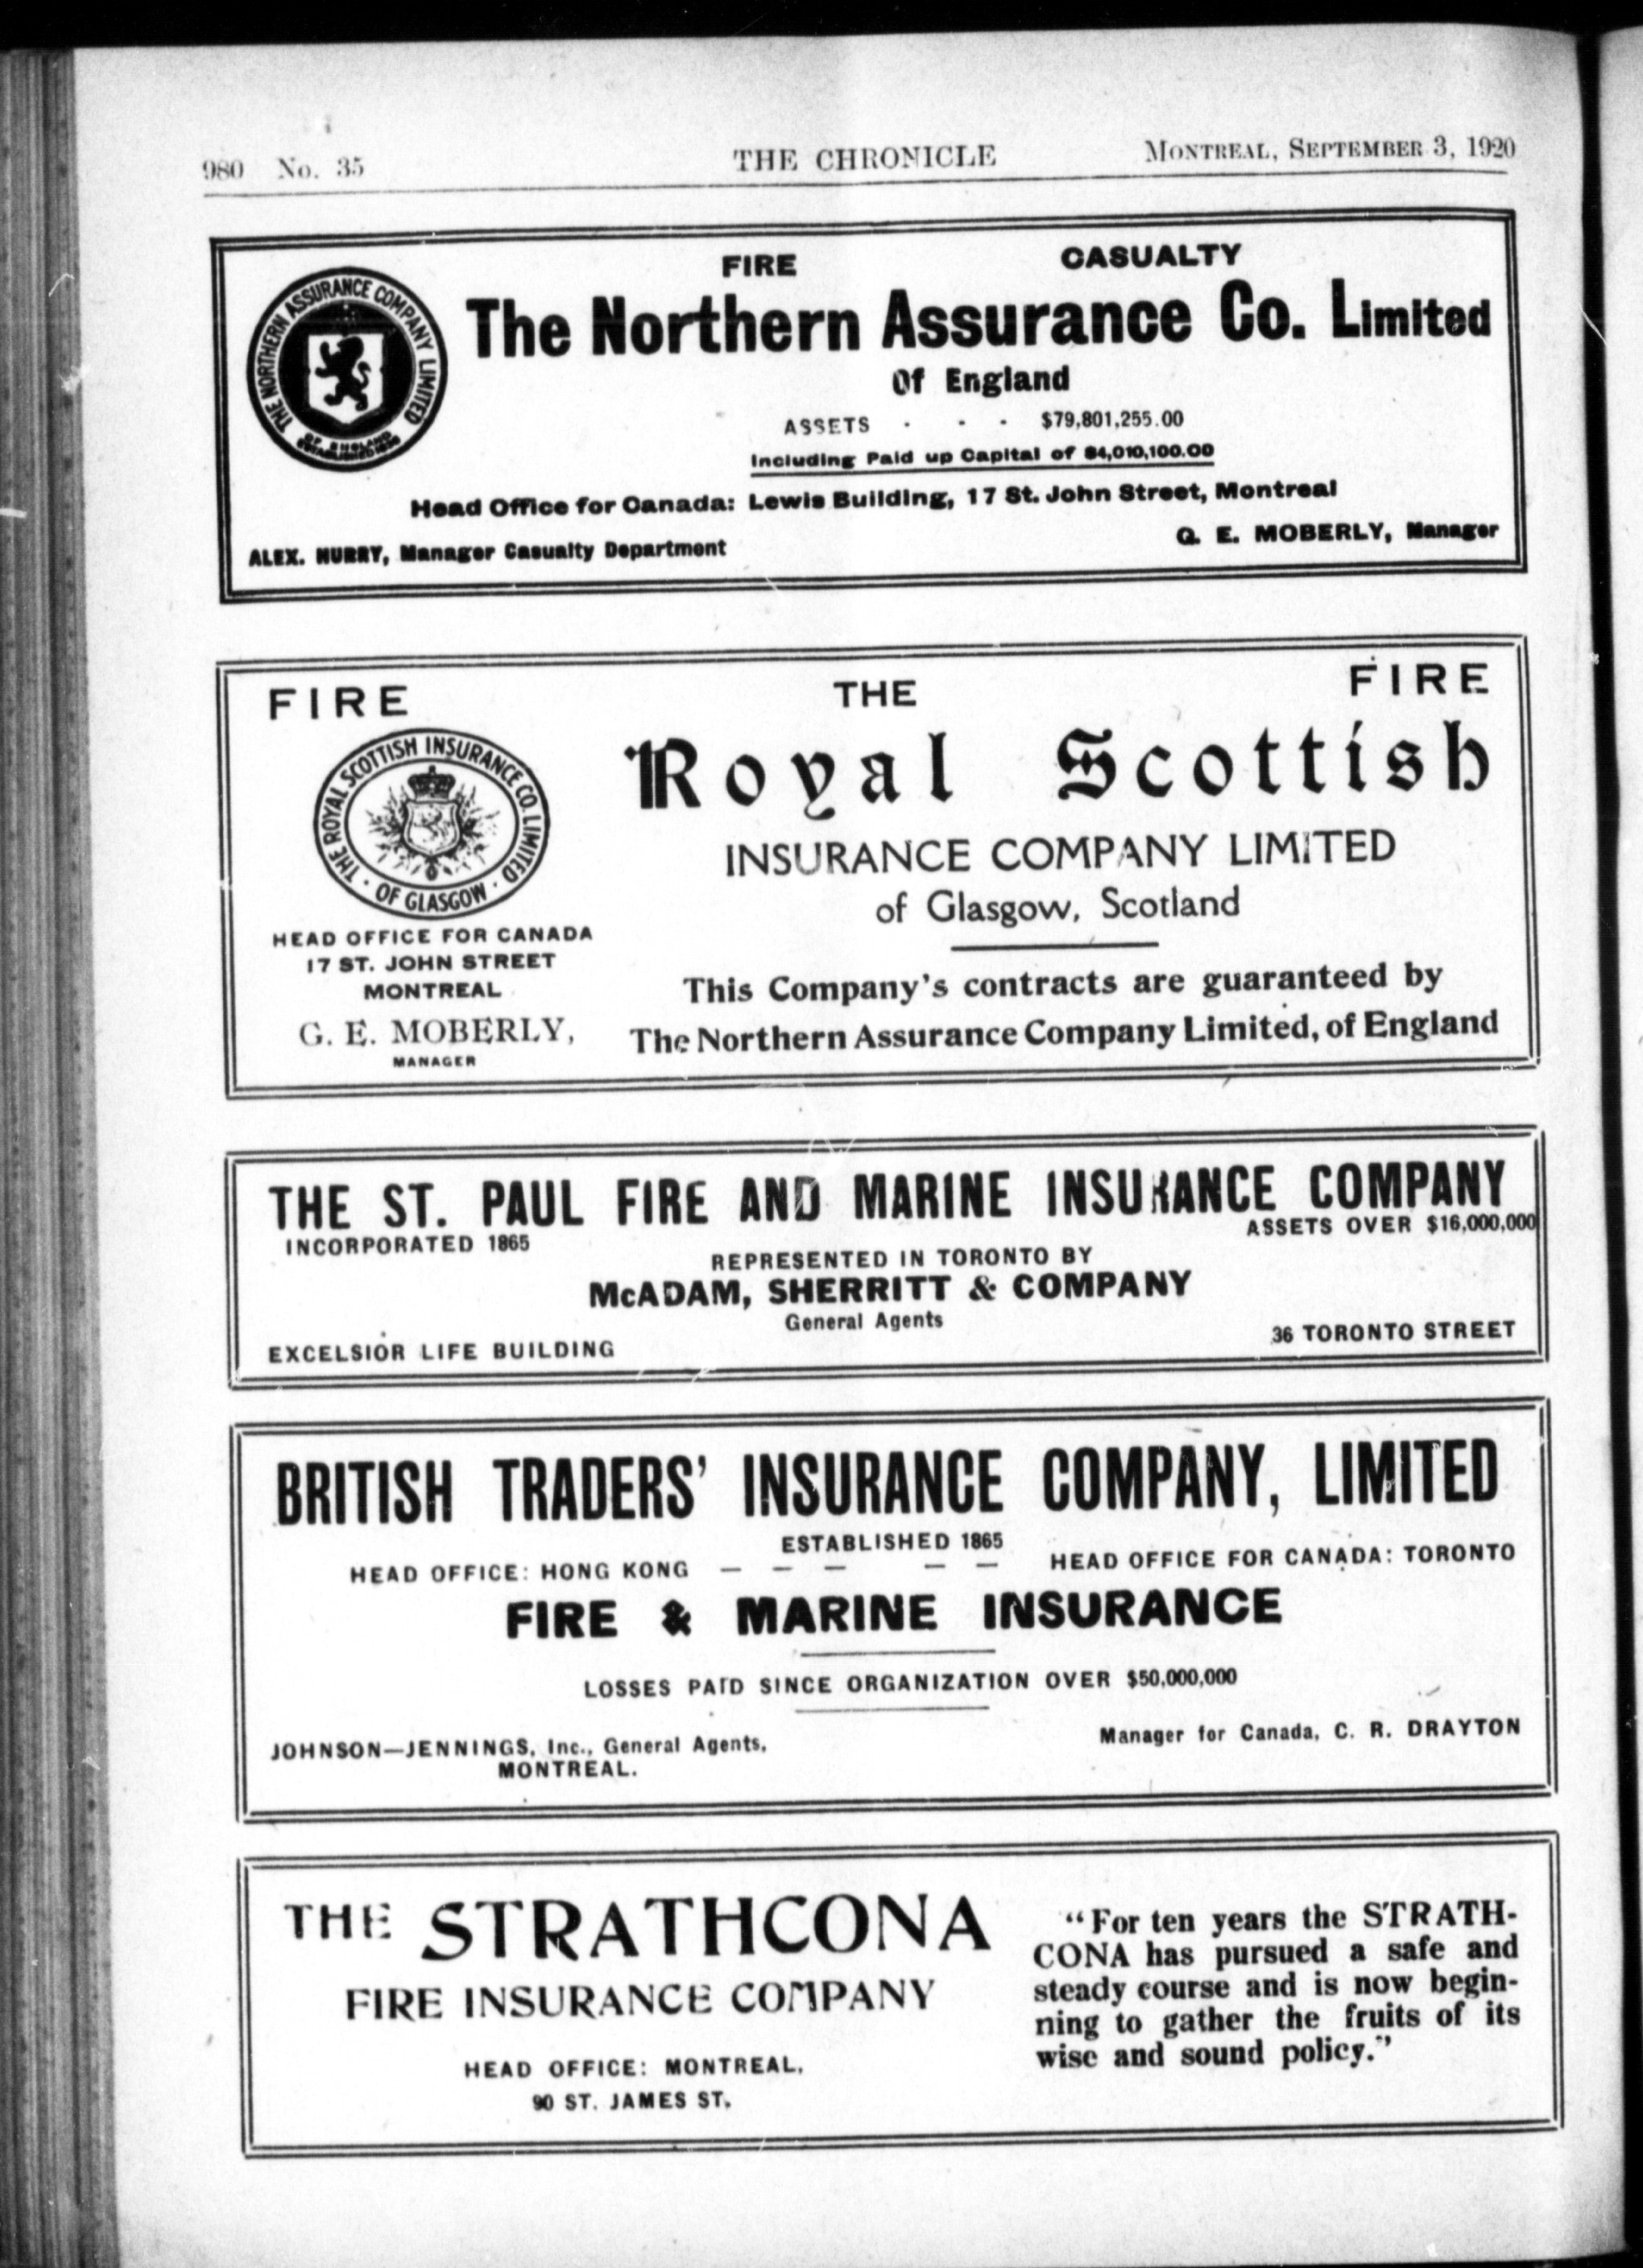 980 No. 35 THE CHRONICLE MONTREAL, SEPTEMBER 3, 1920
FIRE CASUALTY
THE NORTHERN ASSURANCE COMPANY LIMITED
OF ENGLAND
The Northern Assurance Co. Limited
Of England
ASSETS - - - $79,801,255.00
Including Paid up Capital of $4,010,100.00
Head Office for Canada: Lewis Building, 17 St. John Street, Montreal
ALEX. HURRY, Manager Casualty Department
G. E. MOBERLY, Manager
FIRE THE FIRE
THE ROYAL SCOTTISH INSURANCE CO. LIMITED
· OF GLASGOW ·
HEAD OFFICE FOR CANADA
17 ST. JOHN STREET
MONTREAL
G. E. MOBERLY,
MANAGER
Royal Scottish
INSURANCE COMPANY LIMITED
of Glasgow, Scotland
This Company's contracts are guaranteed by
The Northern Assurance Company Limited, of England
THE ST. PAUL FIRE AND MARINE INSURANCE COMPANY
INCORPORATED 1865 ASSETS OVER $16,000,000
REPRESENTED IN TORONTO BY
McADAM, SHERRITT & COMPANY
General Agents
EXCELSIOR LIFE BUILDING 36 TORONTO STREET
BRITISH TRADERS' INSURANCE COMPANY, LIMITED
ESTABLISHED 1865
HEAD OFFICE: HONG KONG — — — — — HEAD OFFICE FOR CANADA: TORONTO
FIRE & MARINE INSURANCE
LOSSES PAID SINCE ORGANIZATION OVER $50,000,000
JOHNSON—JENNINGS, Inc., General Agents,
MONTREAL.
Manager for Canada, C. R. DRAYTON
THE STRATHCONA
FIRE INSURANCE COMPANY
HEAD OFFICE: MONTREAL,
90 ST. JAMES ST.
"For ten years the STRATH-
CONA has pursued a safe and
steady course and is now begin-
ning to gather the fruits of its
wise and sound policy."